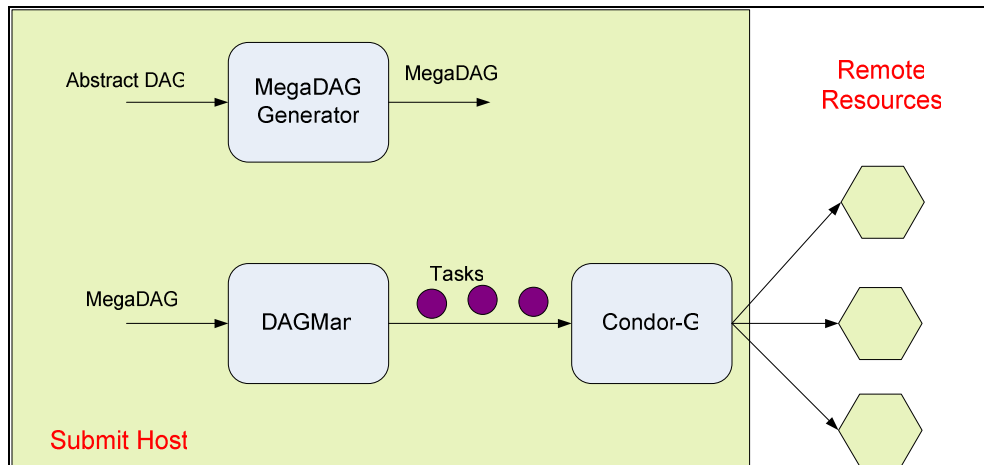 Abstract DAG
MegaDAG
Generator
MegaDAG
Remote
Resources
MegaDAG
DAGMan
Tasks
Condor-G
Submit Host